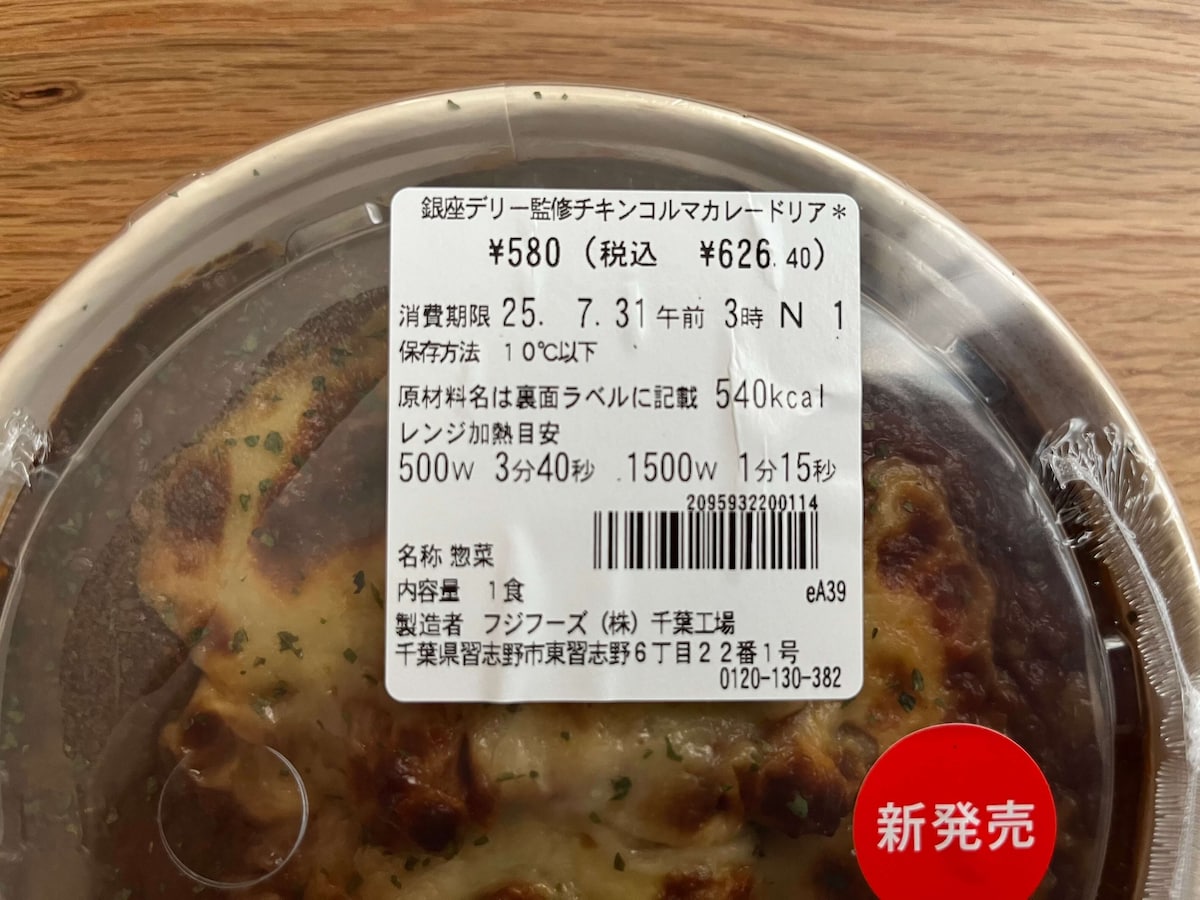 銀座デリー監修チキンコルマカレードリア*
¥580 (税込 ¥626.40)
消費期限 25. 7.31 午前 3時 N 1
保存方法 10℃以下
原材料名は裏面ラベルに記載 540kcal
レンジ加熱目安
500W 3分40秒 1500W 1分15秒
2095932200114
名称 惣菜
内容量 1食 eA39
製造者 フジフーズ(株)千葉工場
千葉県習志野市東習志野6丁目22番1号
0120-130-382
新発売